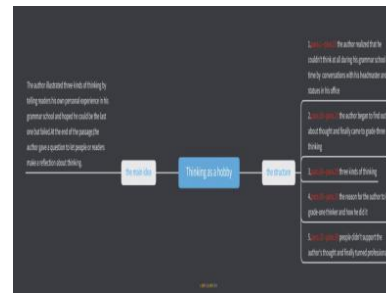 The author illustrated three kinds of thinking by
telling readers his own personal experience in his
grammar school and hoped he could be the last
one but failed.At the end of the passage,the
author gave a question to let people or readers
make a reflection about thinking.
the main idea
Thinking as a hobby
the structure
1. the author realized that he
couldn't think at all during his grammar school
time by conversations with his headmaster and
statues in his office
2. the author began to find out
about thought and finally came to grade three
thinking
3. three kinds of thinking
4. the reason for the author to
grade-one thinker and how he did it
5. people didn't support the
author's thought and finally turned professional